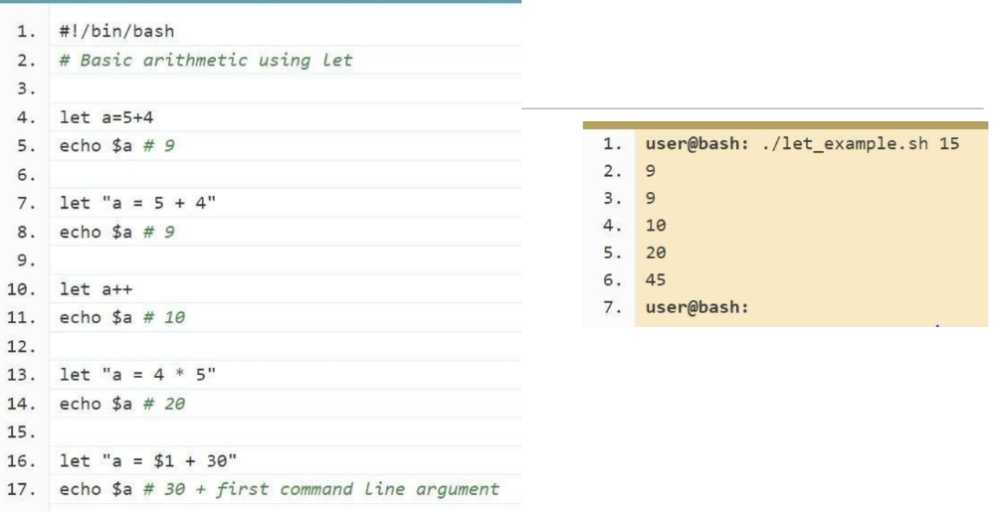 1. #!/bin/bash
2. # Basic arithmetic using let
3.
4. let a=5+4
5. echo $a # 9
6.
7. let "a = 5 + 4"
8. echo $a # 9
9.
10. let a++
11. echo $a # 10
12.
13. let "a = 4 * 5"
14. echo $a # 20
15.
16. let "a = $1 + 30"
17. echo $a # 30 + first command line argument
1. user@bash: ./let_example.sh 15
2. 9
3. 9
4. 10
5. 20
6. 45
7. user@bash: